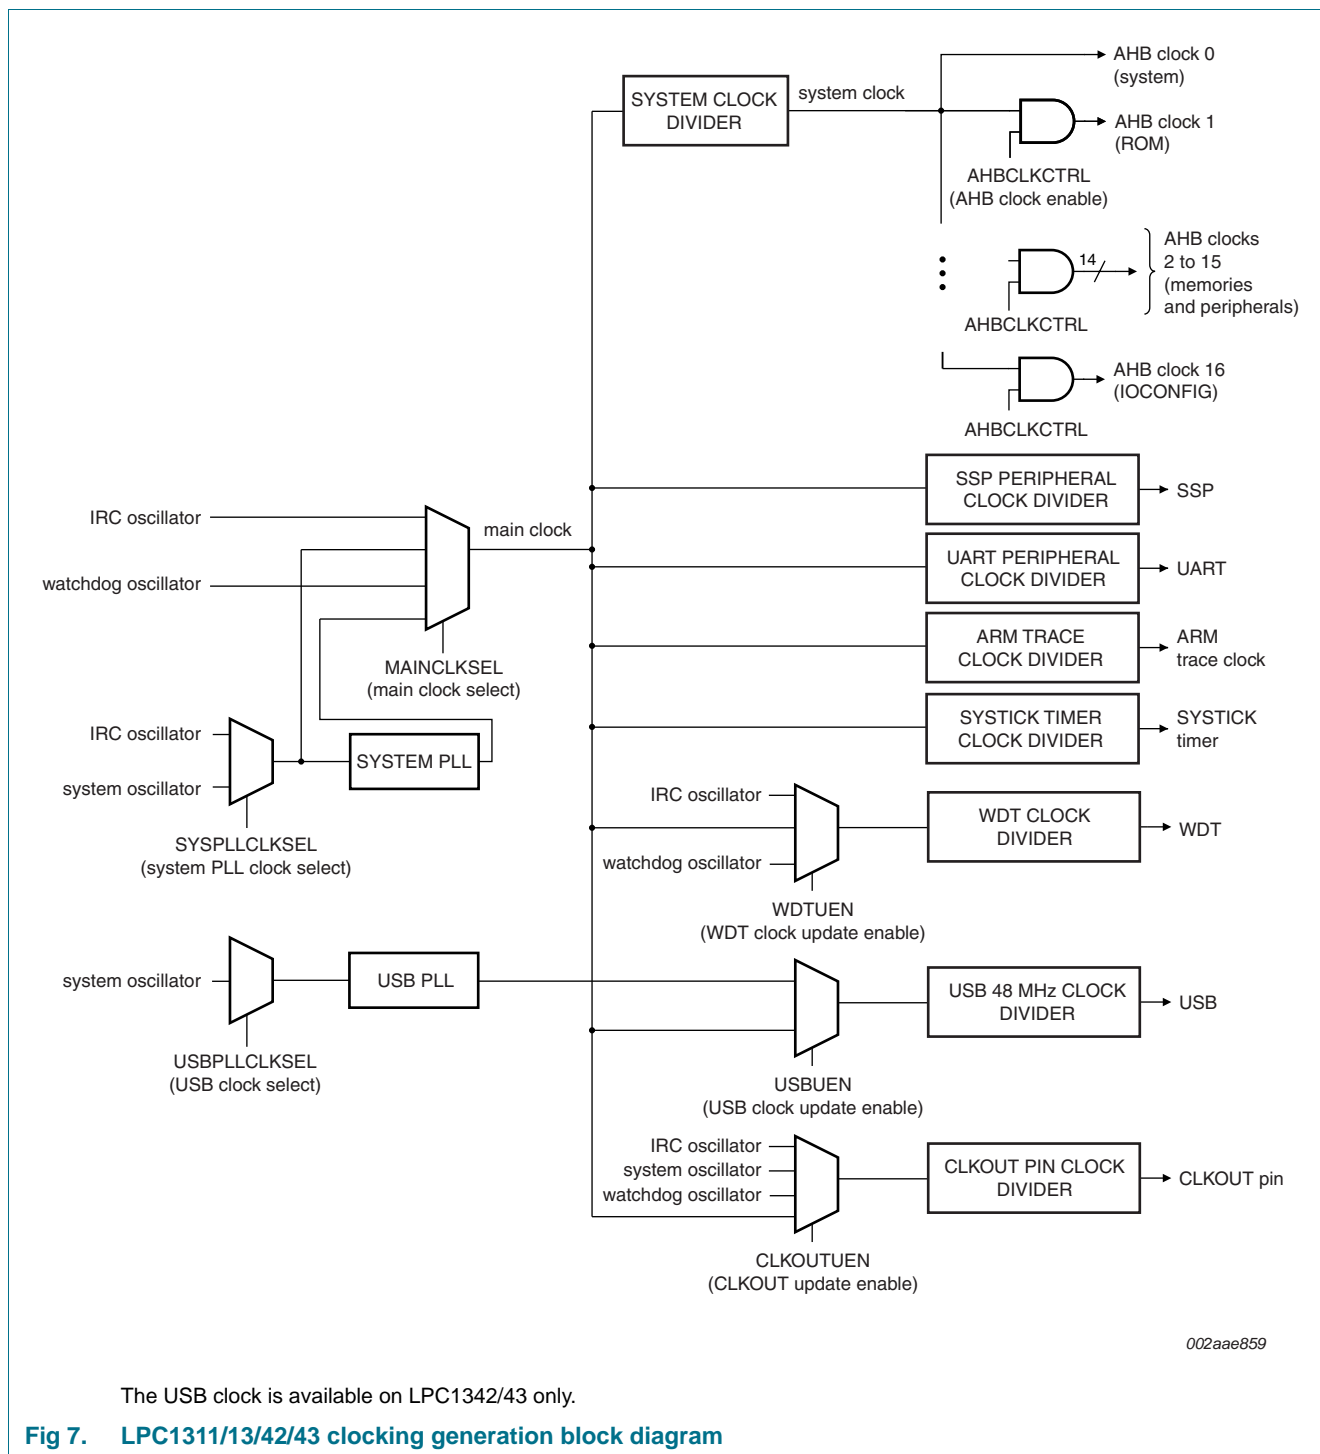 AHB clock 0
(system)
SYSTEM CLOCK
DIVIDER
system clock
AHB clock 1
(ROM)
AHBCLKCTRL
(AHB clock enable)
14
AHB clocks
2 to 15
(memories
and peripherals)
AHBCLKCTRL
AHB clock 16
(IOCONFIG)
AHBCLKCTRL
SSP PERIPHERAL
CLOCK DIVIDER
SSP
IRC oscillator
main clock
watchdog oscillator
UART PERIPHERAL
CLOCK DIVIDER
UART
MAINCLKSEL
(main clock select)
ARM TRACE
CLOCK DIVIDER
ARM
trace clock
IRC oscillator
system oscillator
SYSTEM PLL
SYSPLLCLKSEL
(system PLL clock select)
SYSTICK TIMER
CLOCK DIVIDER
SYSTICK
timer
IRC oscillator
watchdog oscillator
WDT CLOCK
DIVIDER
WDT
WDTUEN
(WDT clock update enable)
system oscillator
USB PLL
USBPLLCLKSEL
(USB clock select)
USB 48 MHz CLOCK
DIVIDER
USB
USBUEN
(USB clock update enable)
IRC oscillator
system oscillator
watchdog oscillator
CLKOUT PIN CLOCK
DIVIDER
CLKOUT pin
CLKOUTUEN
(CLKOUT update enable)
002aae859
The USB clock is available on LPC1342/43 only.
Fig 7. LPC1311/13/42/43 clocking generation block diagram